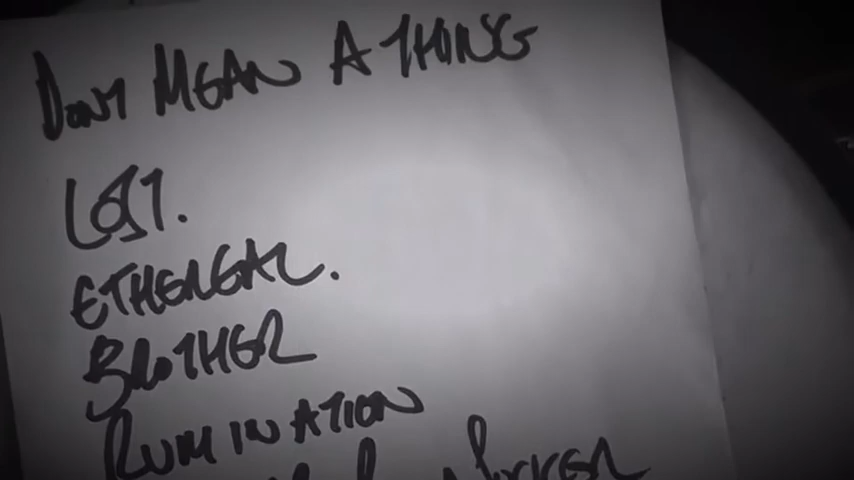 DONT MEAN A THING
LOST.
ETHEREAL.
BROTHER
RUMINATION